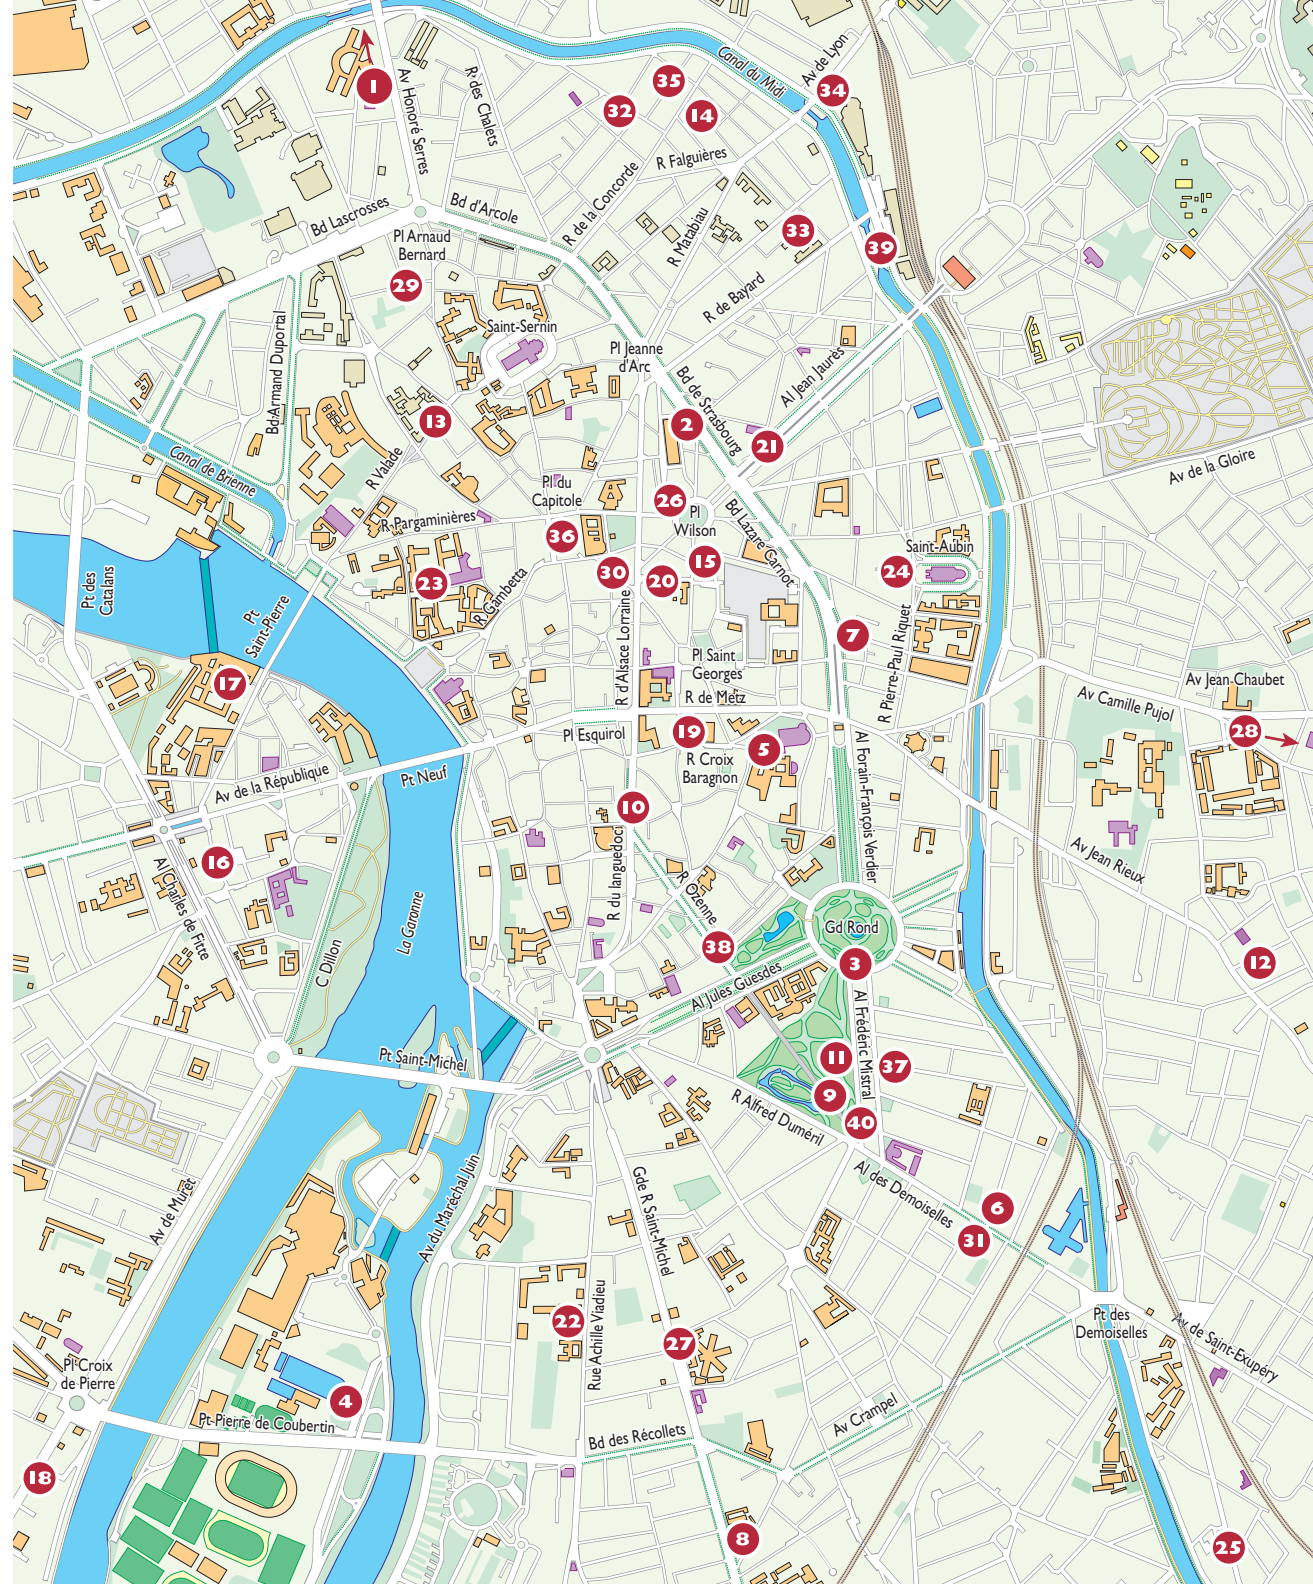 1
Av Honoré Serres
R. des Chalets
35
32
14
Canal du Midi
Av de Lyon
34
R Falguières
R de la Concorde
Bd Lascrosses
Bd d'Arcole
Pl Arnaud
Bernard
29
R Matabiau
33
39
R de Bayard
Saint-Sernin
Pl Jeanne
d'Arc
Bd Armand Duportal
Al Jean Jaurès
Bd de Strasbourg
13
2
21
Canal de Brienne
R Valade
Pl du
Capitole
26
Pl
Wilson
Av de la Gloire
R Pargaminières
36
Bd Lazare Carnot
15
Saint-Aubin
24
23
30
20
R Gambetta
Pt des
Catalans
Pt
Saint-Pierre
R d'Alsace Lorraine
7
R Pierre-Paul Riquet
17
Pl Saint
Georges
R de Metz
Av Jean Chaubet
Av Camille Pujol
28
Pl Esquirol
19
5
R Croix
Baragnon
Al Forain-François Verdier
Pt Neuf
Av de la République
10
16
Al Charles de Fitte
R du languedoc
R Ozenne
Av Jean Rieux
La Garonne
C Dillon
38
Gd Rond
3
12
Al Jules Guesdes
Al Frédéric Mistral
Pt Saint-Michel
11
37
9
R Alfred Duméril
40
Av de Muret
Av du Maréchal Juin
Gde R Saint-Michel
Al des Demoiselles
6
31
22
Rue Achille Viadieu
27
Pt des
Demoiselles
Av de Saint-Exupéry
Pl Croix
de Pierre
4
Pt Pierre de Coubertin
Av Crampel
Bd des Récollets
18
8
25